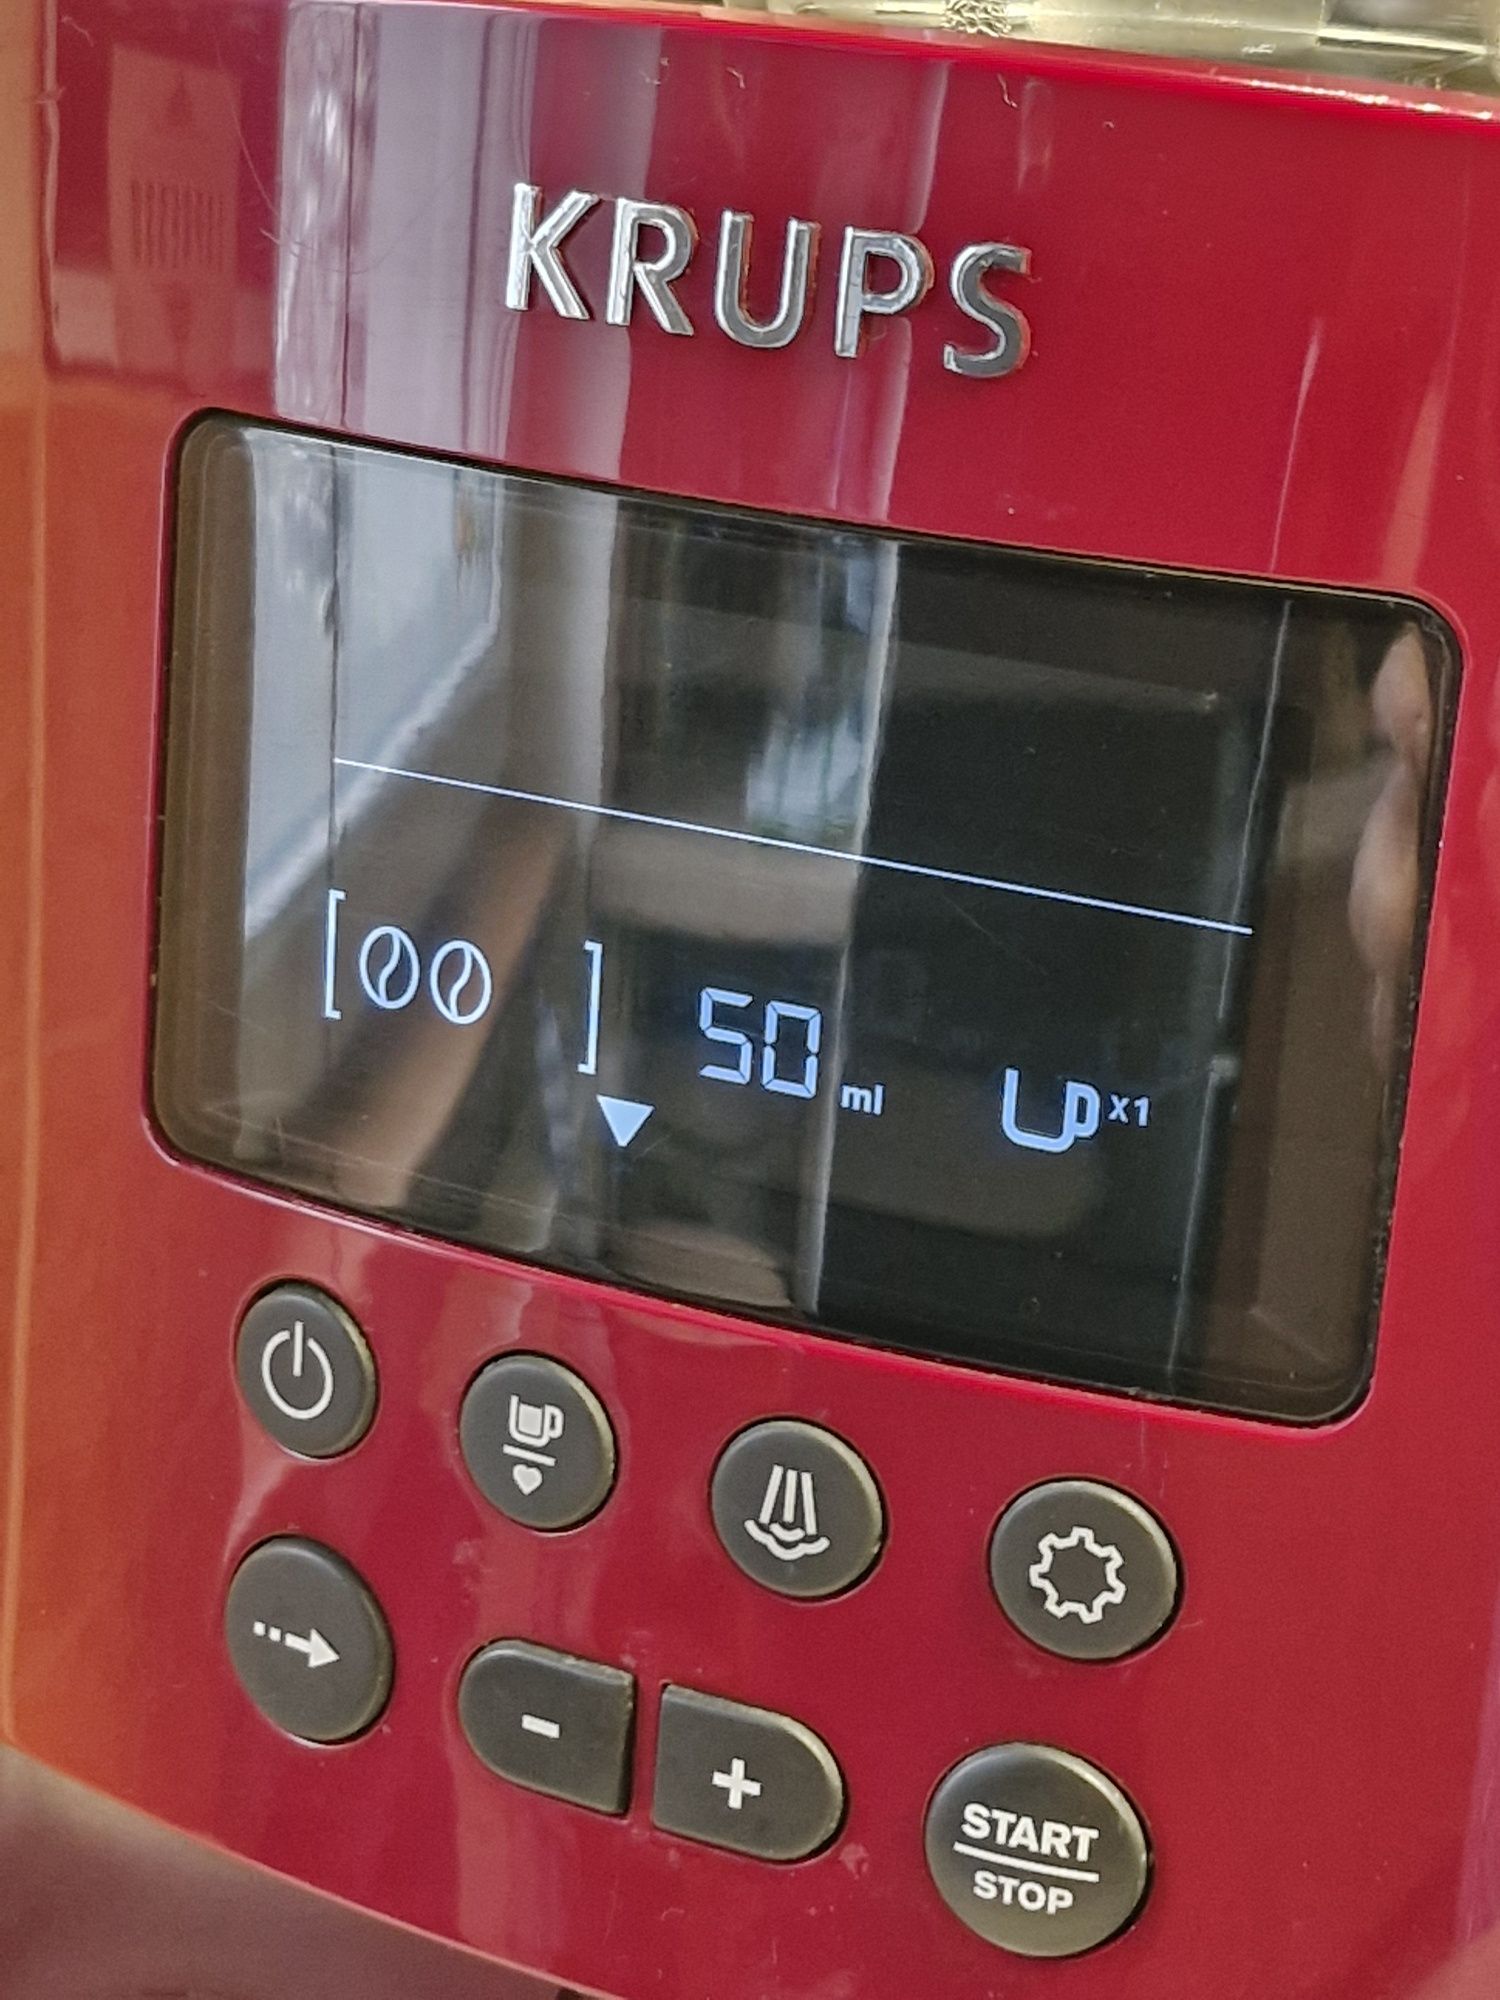 KRUPS
50 ml x1
- +
START
STOP